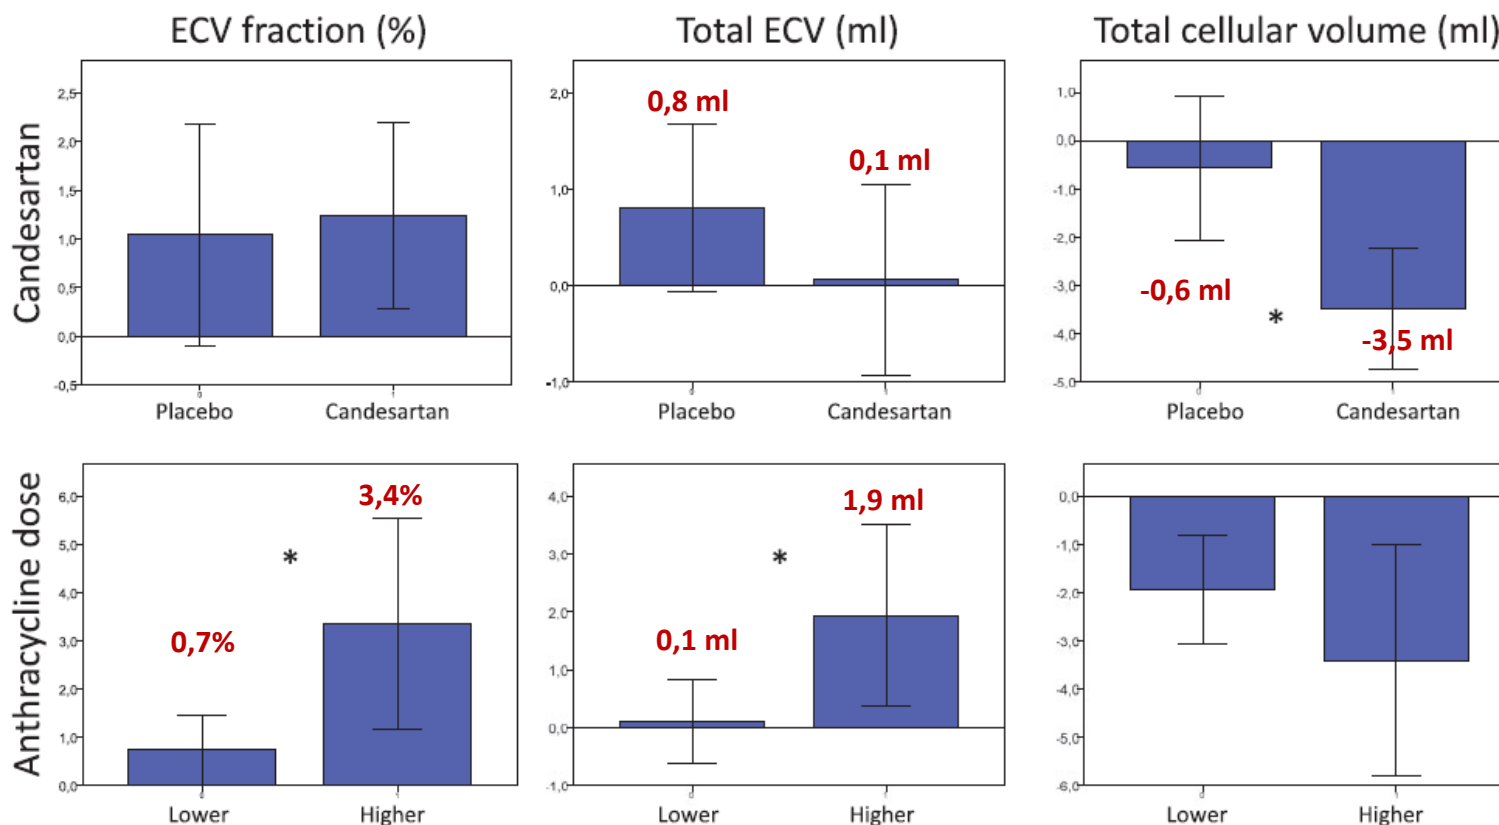 ECV fraction (%)
Total ECV (ml)
Total cellular volume (ml)
Candesartan
2,5
2,0
1,5
1,0
0,5
0,0
-0,5
Placebo
Candesartan
2,0
1,0
0,0
-1,0
0,8 ml
0,1 ml
Placebo
Candesartan
1,0
0,0
-1,0
-2,0
-3,0
-4,0
-5,0
-0,6 ml
*
-3,5 ml
Placebo
Candesartan
Anthracycline dose
6,0
5,0
4,0
3,0
2,0
1,0
0,0
0,7%
*
3,4%
Lower
Higher
4,0
3,0
2,0
1,0
0,0
-1,0
0,1 ml
*
1,9 ml
Lower
Higher
0,0
-1,0
-2,0
-3,0
-4,0
-5,0
-6,0
Lower
Higher